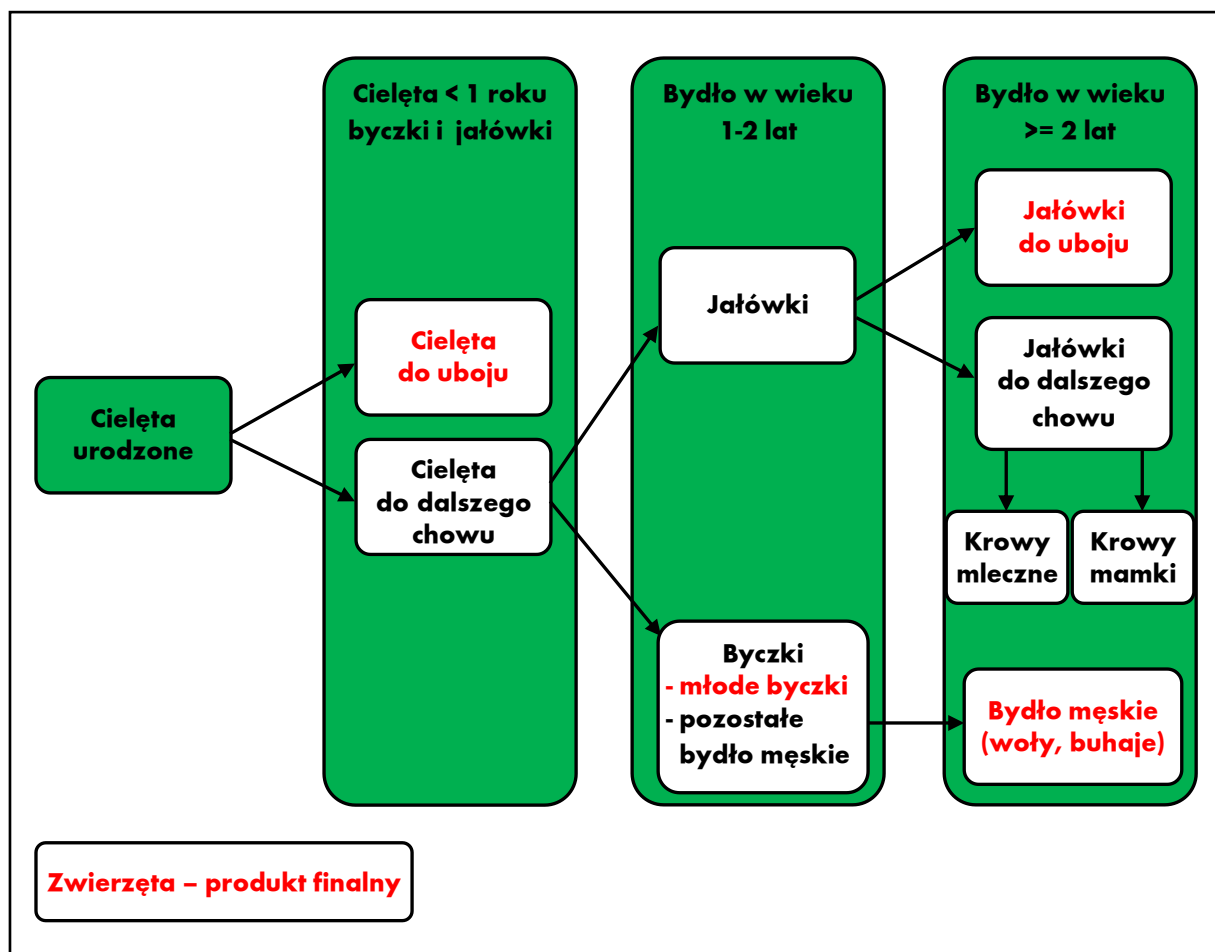 Cielęta < 1 roku
byczki i jałówki
Bydło w wieku
1-2 lat
Bydło w wieku
>= 2 lat
Cielęta
urodzone
Cielęta
do uboju
Cielęta
do dalszego
chowu
Jałówki
Byczki
- młode byczki
- pozostałe
bydło męskie
Jałówki
do uboju
Jałówki
do dalszego
chowu
Krowy
mleczne
Krowy
mamki
Bydło męskie
(woły, buhaje)
Zwierzęta – produkt finalny